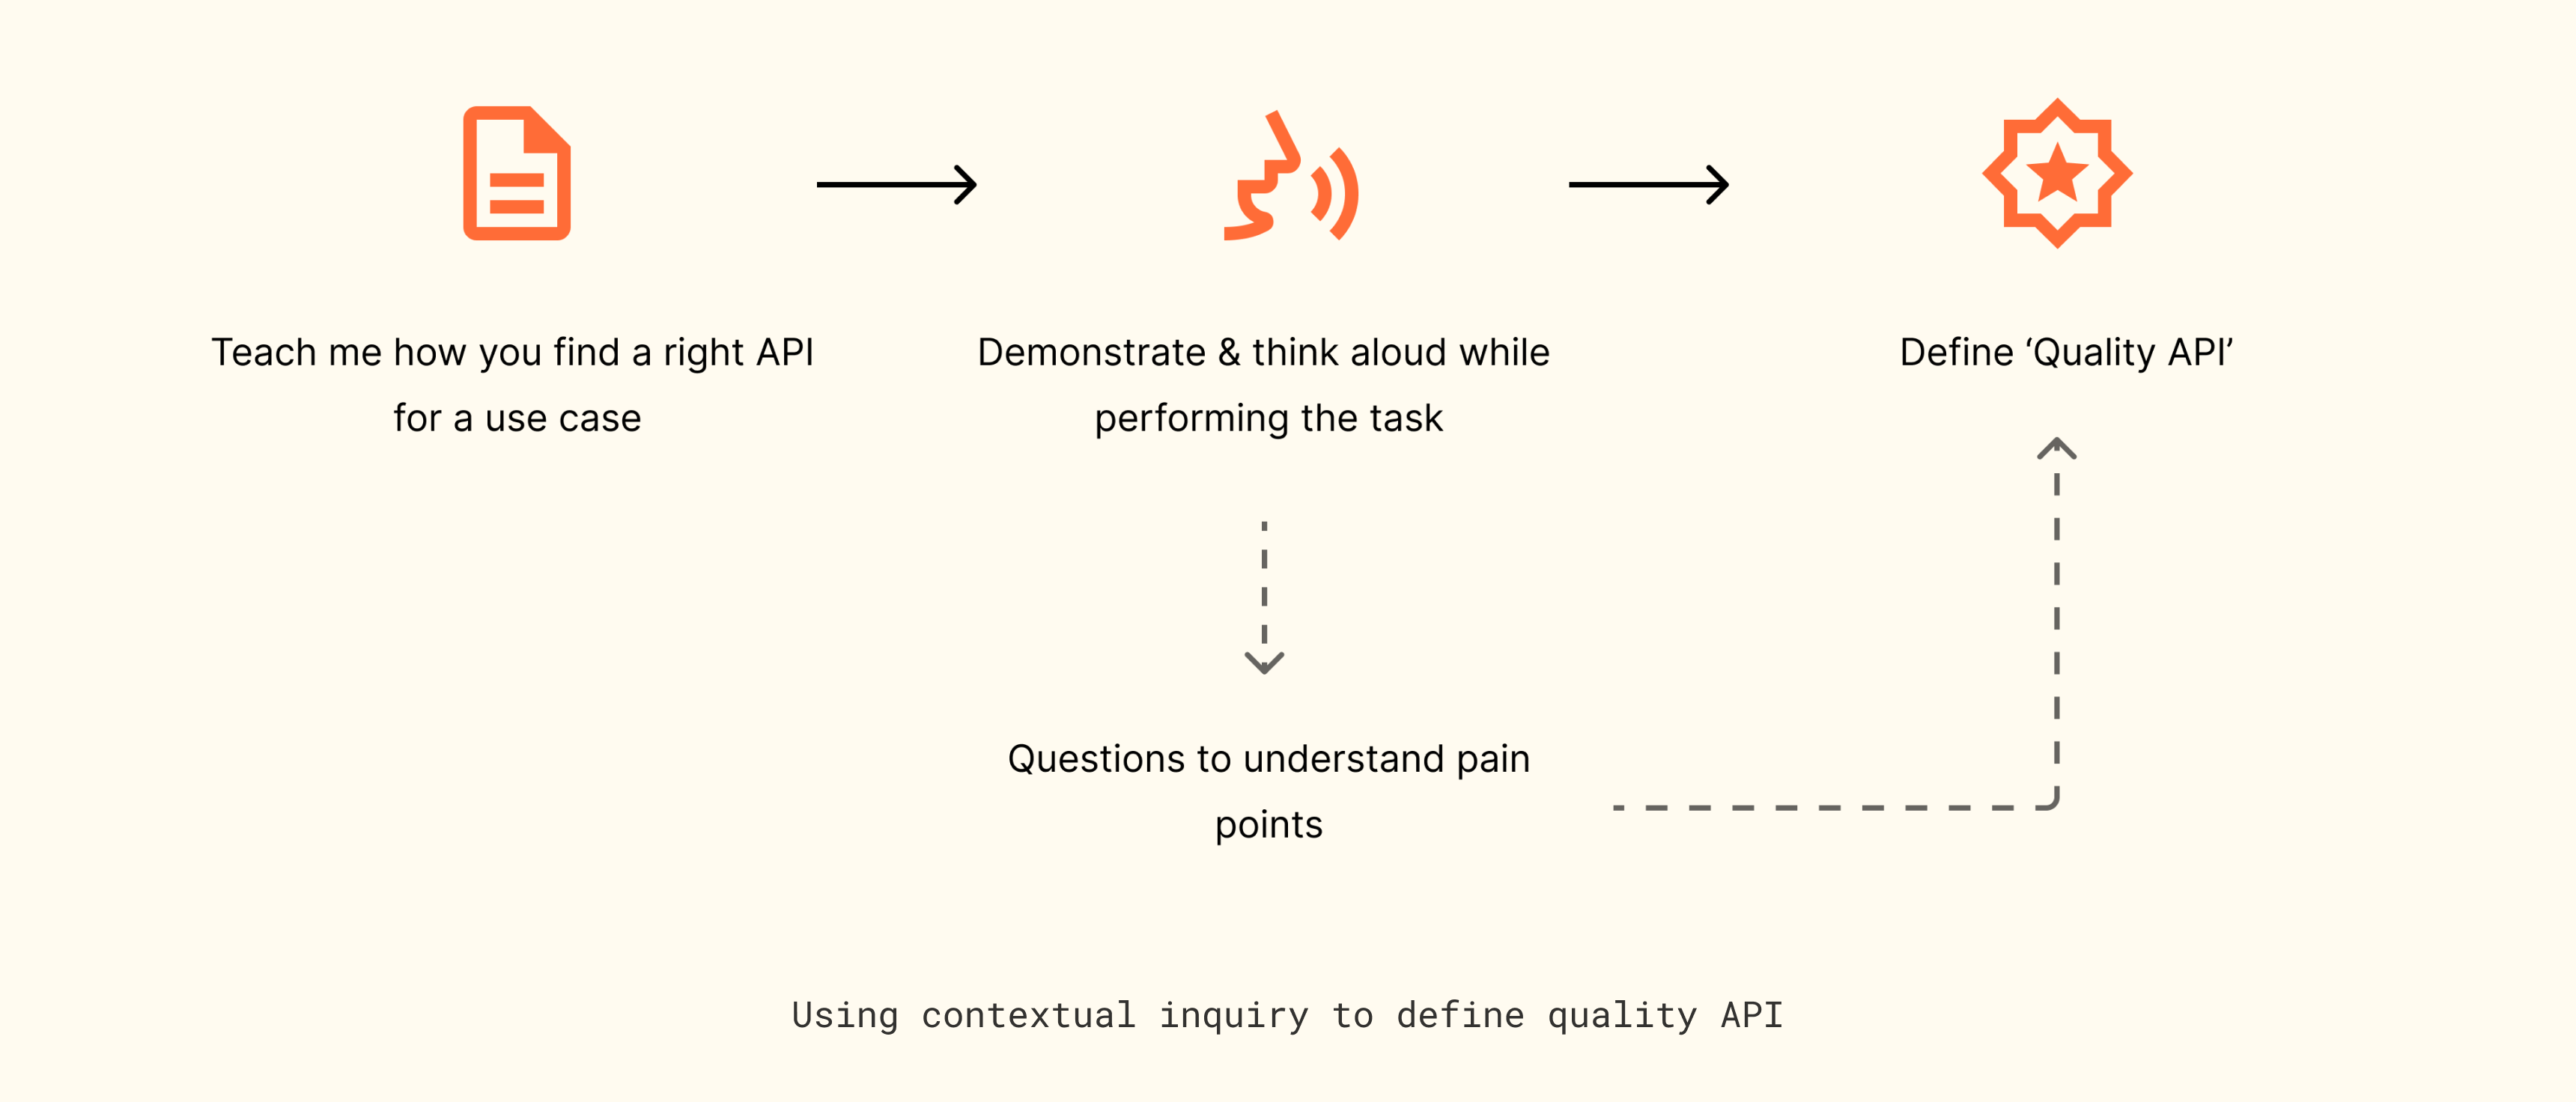 Teach me how you find a right API
for a use case
Demonstrate & think aloud while
performing the task
Define ‘Quality API’
Questions to understand pain
points
Using contextual inquiry to define quality API